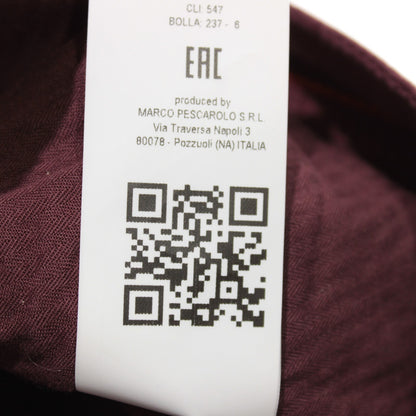 CLI: 547
BOLLA: 237 - 6
EAC
produced by
MARCO PESCAROLO S.R.L.
Via Traversa Napoli 3
80078 - Pozzuoli (NA) ITALIA